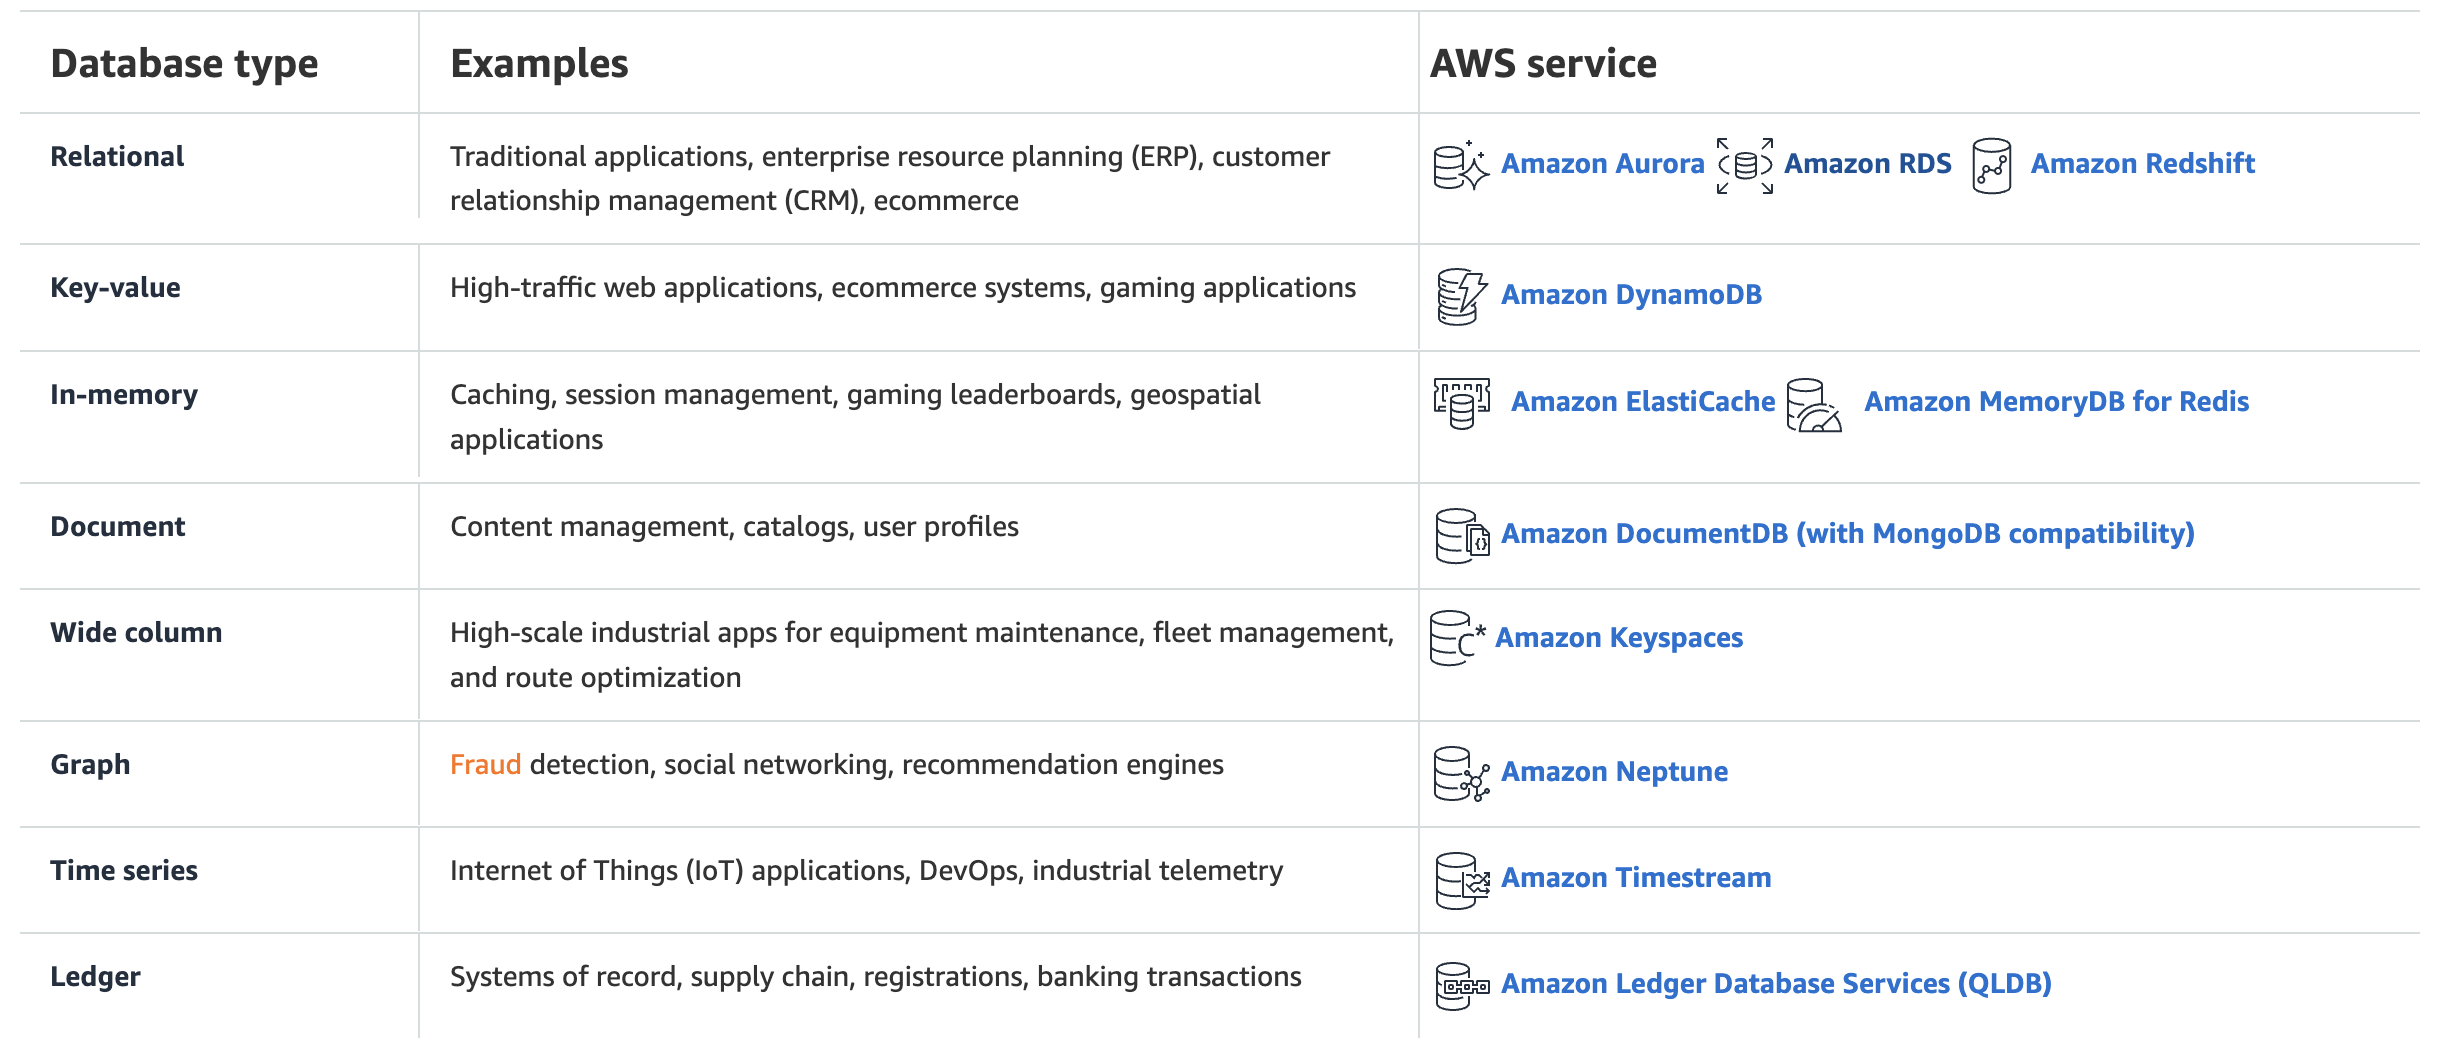 Database type
Examples
AWS service
Relational
Traditional applications, enterprise resource planning (ERP), customer
relationship management (CRM), ecommerce
Amazon Aurora Amazon RDS Amazon Redshift
Key-value
High-traffic web applications, ecommerce systems, gaming applications
Amazon DynamoDB
In-memory
Caching, session management, gaming leaderboards, geospatial
applications
Amazon ElastiCache Amazon MemoryDB for Redis
Document
Content management, catalogs, user profiles
{}
Amazon DocumentDB (with MongoDB compatibility)
Wide column
High-scale industrial apps for equipment maintenance, fleet management,
and route optimization
C* Amazon Keyspaces
Graph
Fraud detection, social networking, recommendation engines
Amazon Neptune
Time series
Internet of Things (IoT) applications, DevOps, industrial telemetry
Amazon Timestream
Ledger
Systems of record, supply chain, registrations, banking transactions
Amazon Ledger Database Services (QLDB)